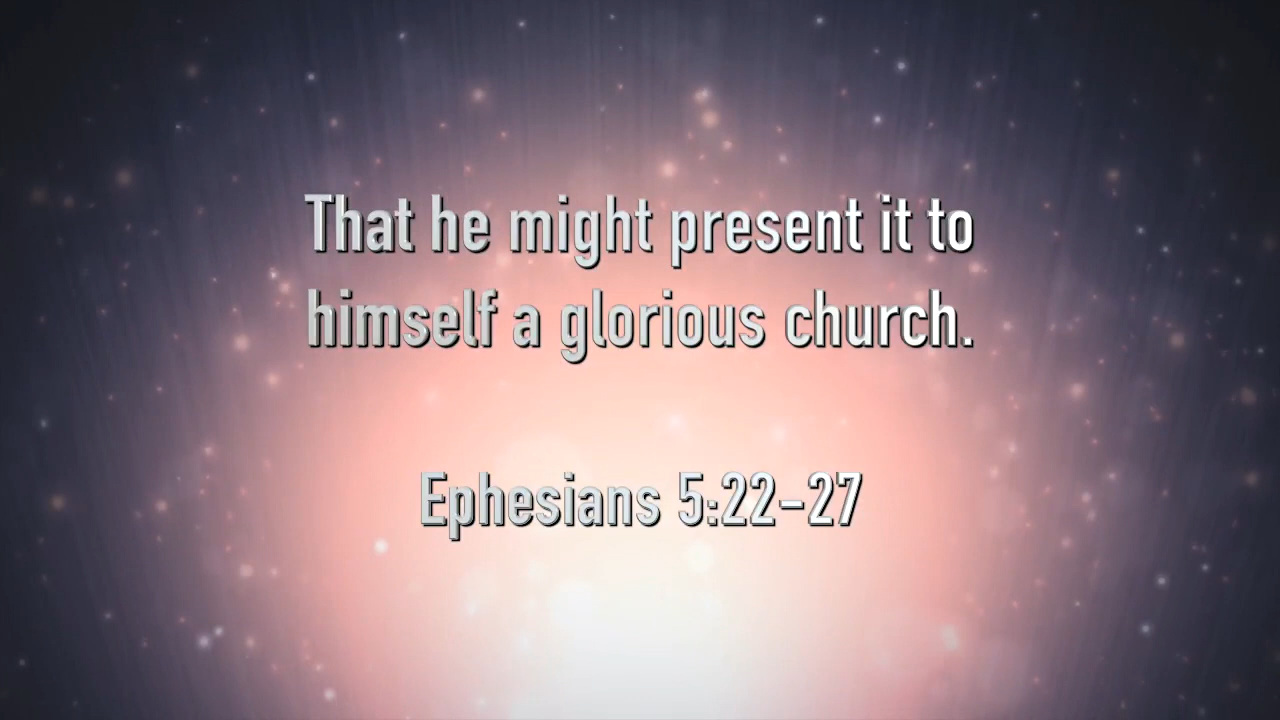 That he might present it to
himself a glorious church.
Ephesians 5:22–27